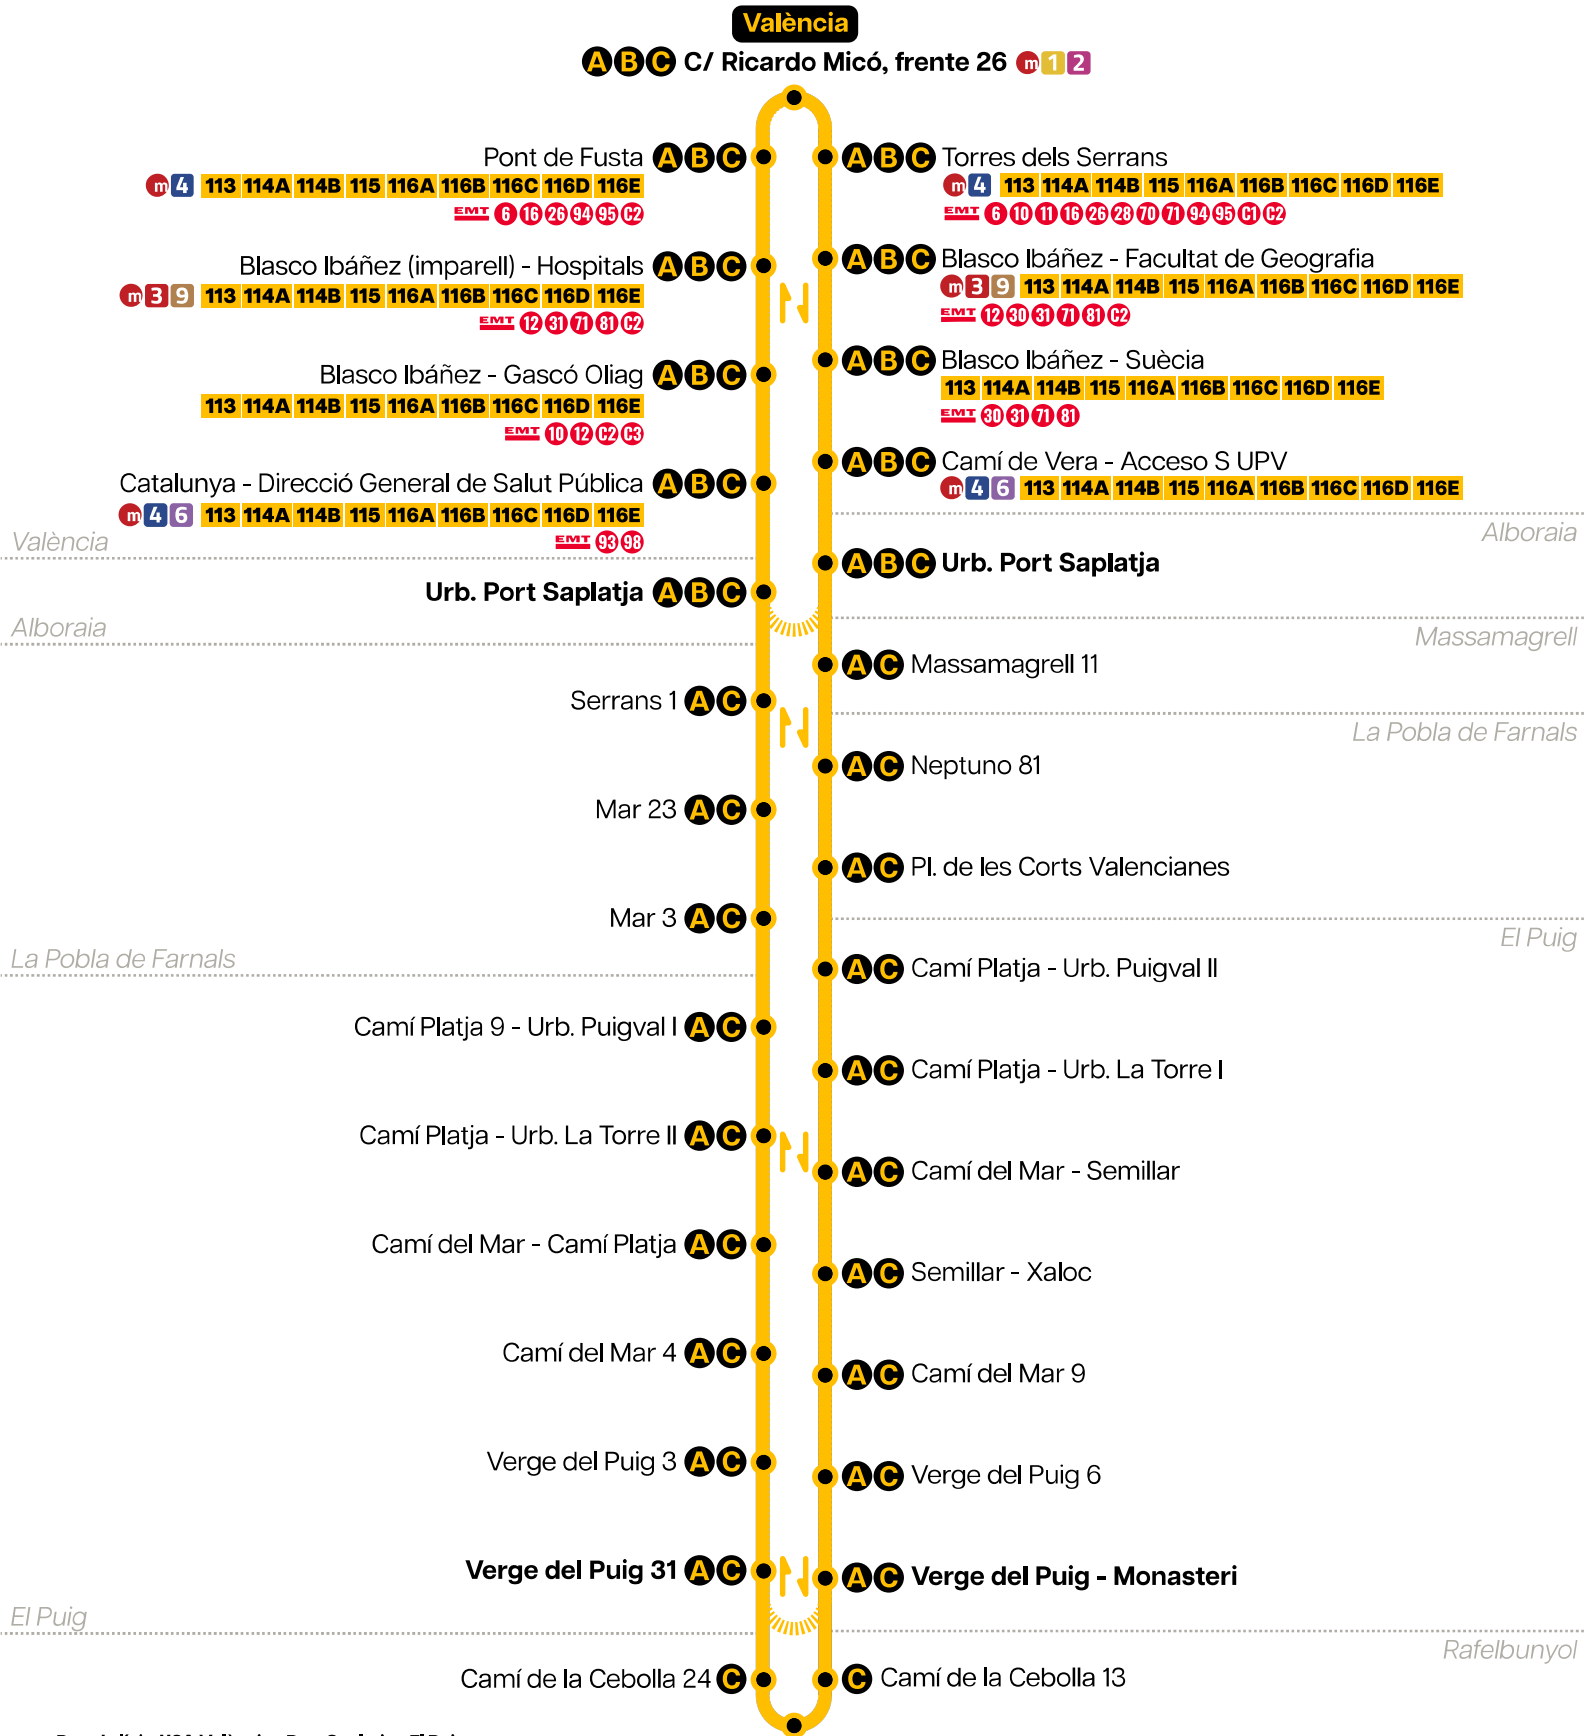 València
A B C C/ Ricardo Micó, frente 26 m 1 2
Pont de Fusta A B C
m 4 113 114A 114B 115 116A 116B 116C 116D 116E
EMT 6 16 26 94 95 C2
Blasco Ibáñez (imparell) - Hospitals A B C
m 3 9 113 114A 114B 115 116A 116B 116C 116D 116E
EMT 12 31 71 81 C2
Blasco Ibáñez - Gascó Oliag A B C
113 114A 114B 115 116A 116B 116C 116D 116E
EMT 10 12 C2 C3
Catalunya - Direcció General de Salut Pública A B C
m 4 6 113 114A 114B 115 116A 116B 116C 116D 116E
EMT 93 98
València
Urb. Port Saplatja A B C
Alboraia
Serrans 1 A C
Mar 23 A C
Mar 3 A C
La Pobla de Farnals
Camí Platja 9 - Urb. Puigval I A C
Camí Platja - Urb. La Torre II A C
Camí del Mar - Camí Platja A C
Camí del Mar 4 A C
Verge del Puig 3 A C
Verge del Puig 31 A C
El Puig
Camí de la Cebolla 24 C
A B C Torres dels Serrans
m 4 113 114A 114B 115 116A 116B 116C 116D 116E
EMT 6 10 11 16 26 28 70 71 94 95 C1 C2
A B C Blasco Ibáñez - Facultat de Geografia
m 3 9 113 114A 114B 115 116A 116B 116C 116D 116E
EMT 12 30 31 71 81 C2
A B C Blasco Ibáñez - Suècia
113 114A 114B 115 116A 116B 116C 116D 116E
EMT 30 31 71 81
A B C Camí de Vera - Acceso S UPV
m 4 6 113 114A 114B 115 116A 116B 116C 116D 116E
Alboraia
A B C Urb. Port Saplatja
Massamagrell
A C Massamagrell 11
La Pobla de Farnals
A C Neptuno 81
A C Pl. de les Corts Valencianes
El Puig
A C Camí Platja - Urb. Puigval II
A C Camí Platja - Urb. La Torre I
A C Camí del Mar - Semillar
A C Semillar - Xaloc
A C Camí del Mar 9
A C Verge del Puig 6
A C Verge del Puig - Monasteri
Rafelbunyol
C Camí de la Cebolla 13